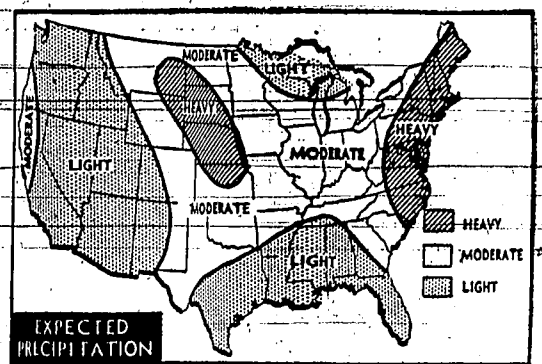 MODERATE
LIGHT
HEAVY
HEAVY
MODERATE
LIGHT
MODERATE
MODERATE
LIGHT
HEAVY
MODERATE
LIGHT
EXPECTED
PRECIPITATION